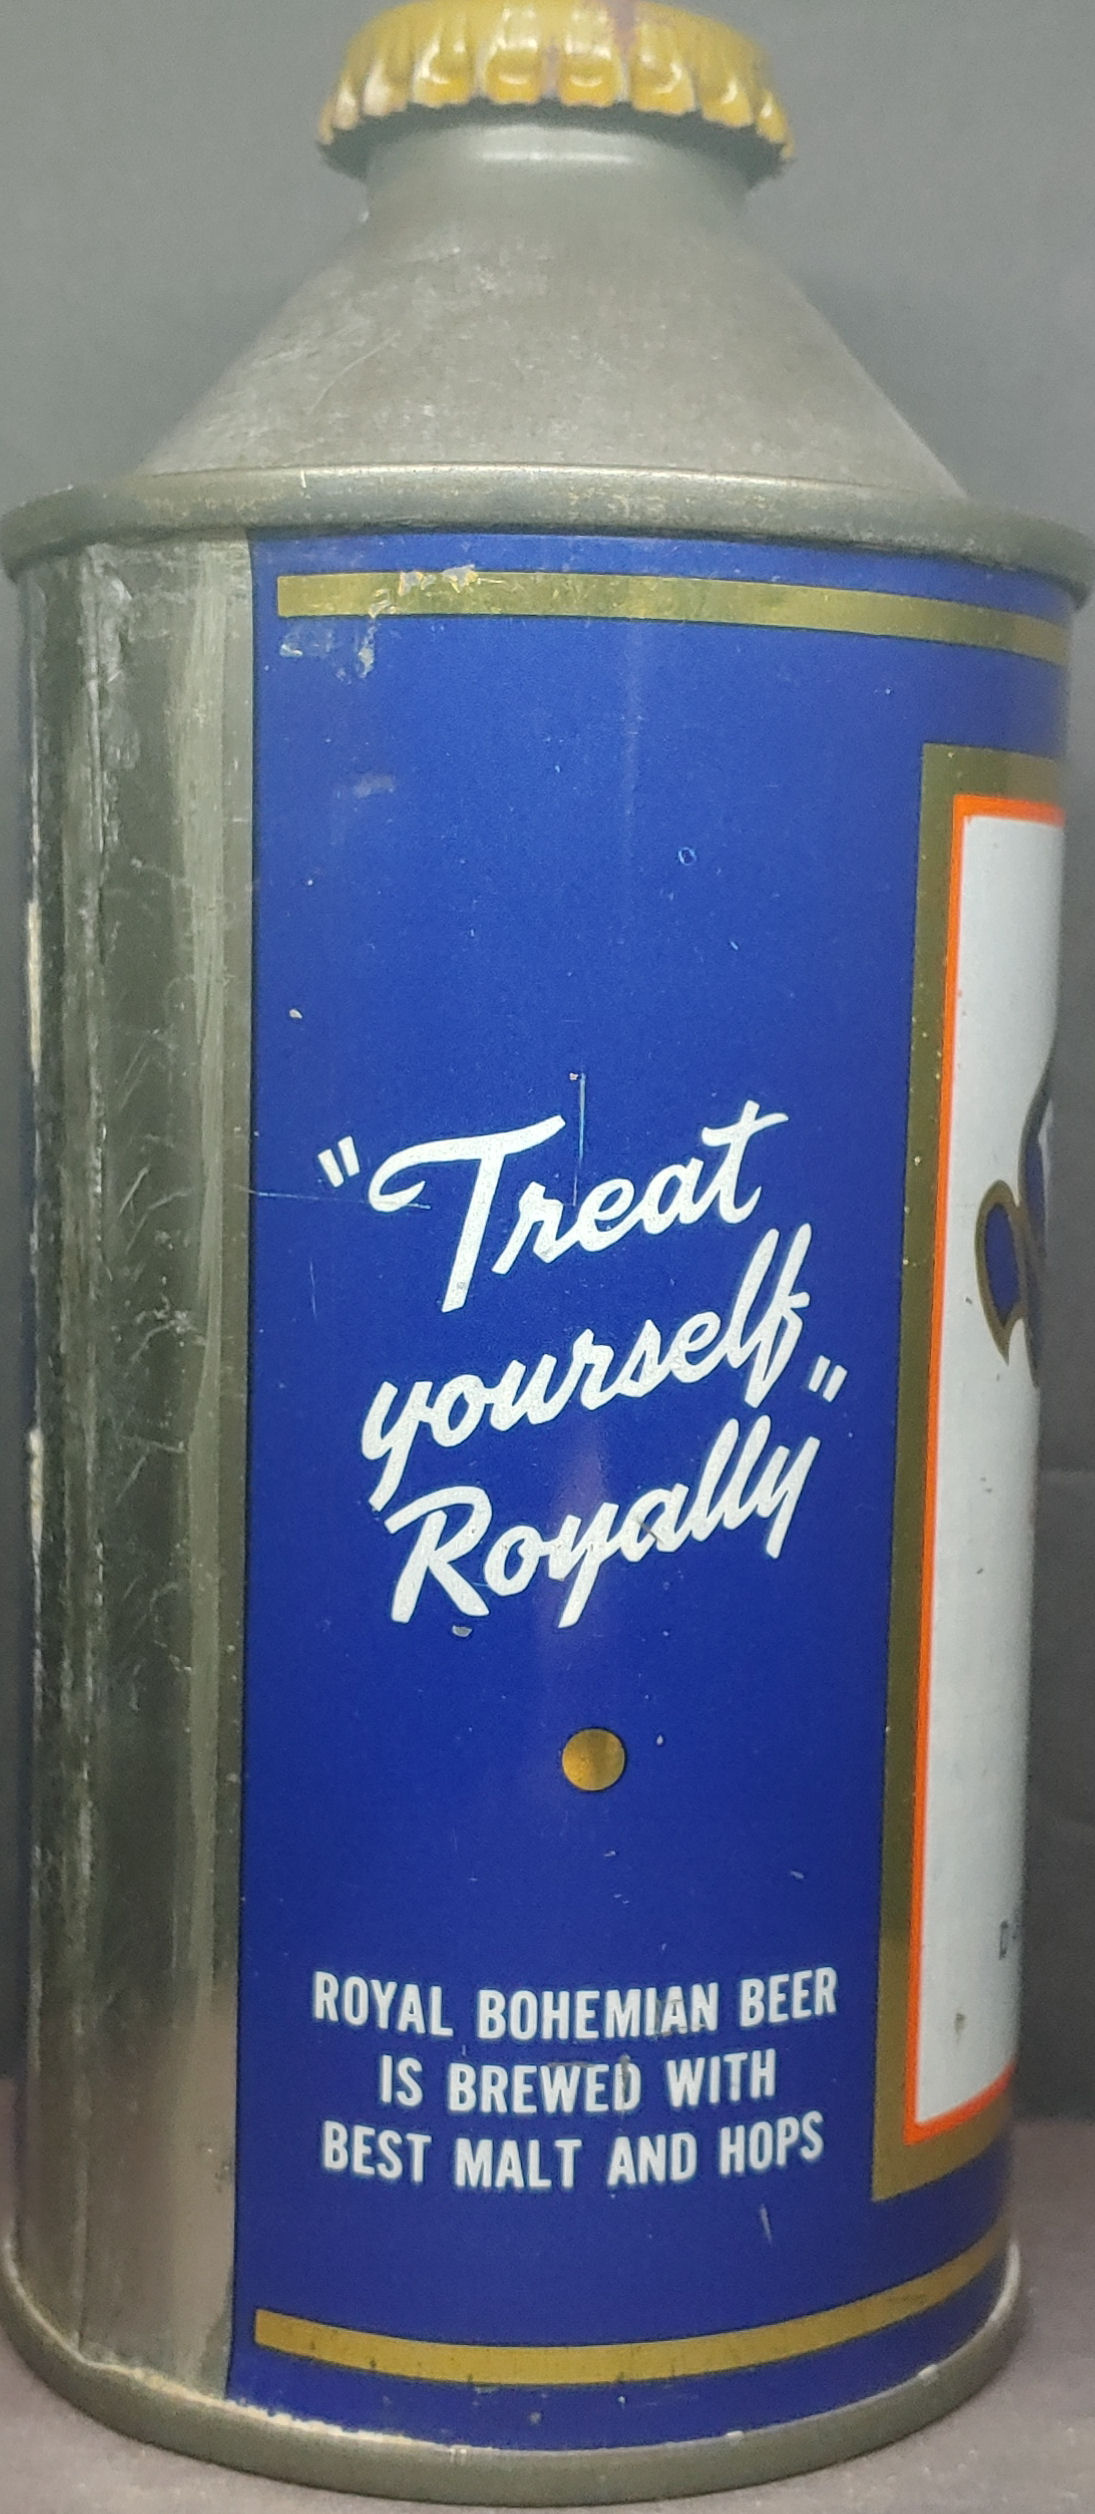 "Treat
yourself
Royally"
ROYAL BOHEMIAN BEER
IS BREWED WITH
BEST MALT AND HOPS